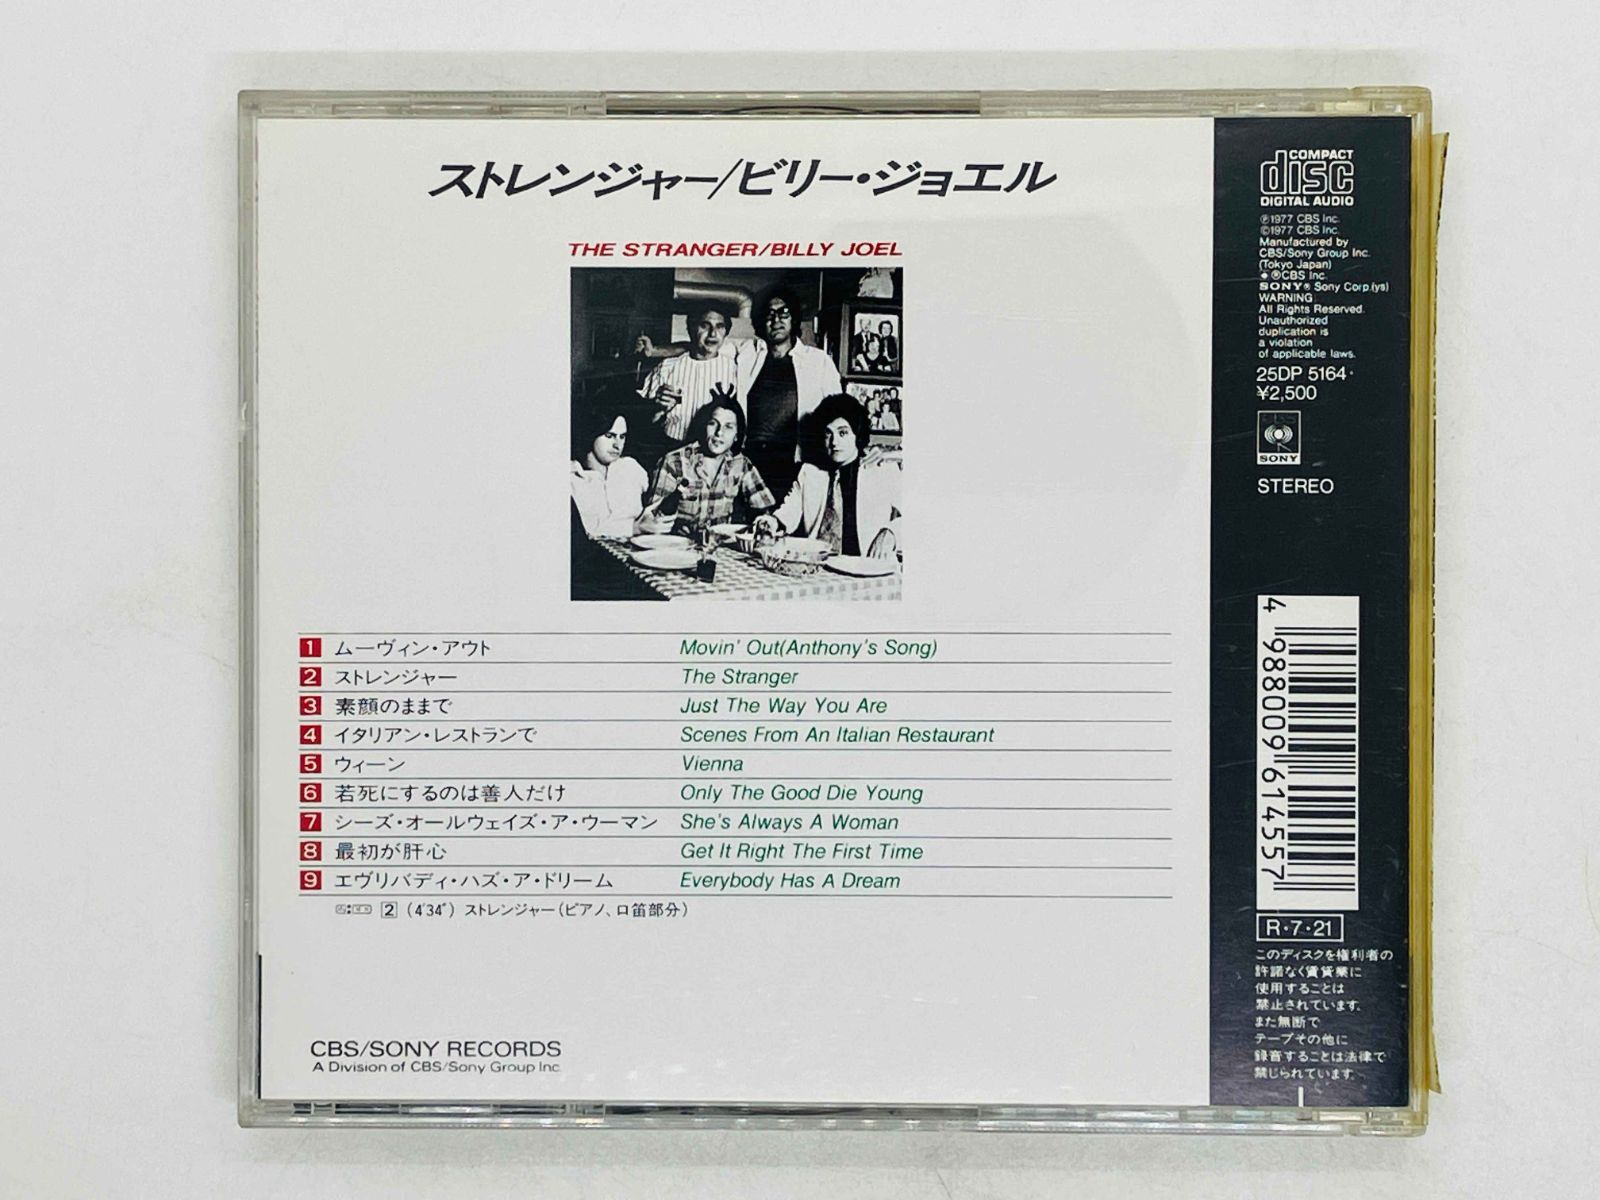 ストレンジャー/ビリー・ジョエル
THE STRANGER/BILLY JOEL
1 ムーヴィン・アウト Movin' Out(Anthony's Song)
2 ストレンジャー The Stranger
3 素顔のままで Just The Way You Are
4 イタリアン・レストランで Scenes From An Italian Restaurant
5 ウィーン Vienna
6 若死にするのは善人だけ Only The Good Die Young
7 シーズ・オールウェイズ・ア・ウーマン She's Always A Woman
8 最初が肝心 Get It Right The First Time
9 エヴリバディ・ハズ・ア・ドリーム Everybody Has A Dream
2 (4'34") ストレンジャー(ピアノ、口笛部分)
CBS/SONY RECORDS
A Division of CBS/Sony Group Inc.
COMPACT
disc
DIGITAL AUDIO
℗1977 CBS Inc.
©1977 CBS Inc.
Manufactured by
CBS/Sony Group Inc.
(Tokyo Japan)
®CBS Inc.
SONY® Sony Corp.(ys)
WARNING
All Rights Reserved.
Unauthorized
duplication is
a violation
of applicable laws.
25DP 5164
¥2,500
SONY
STEREO
4 988009 614557
R・7・21
このディスクを権利者の
許諾なく賃貸業に
使用することは
禁止されています。
また無断で
テープその他に
録音することは法律で
禁じられています。